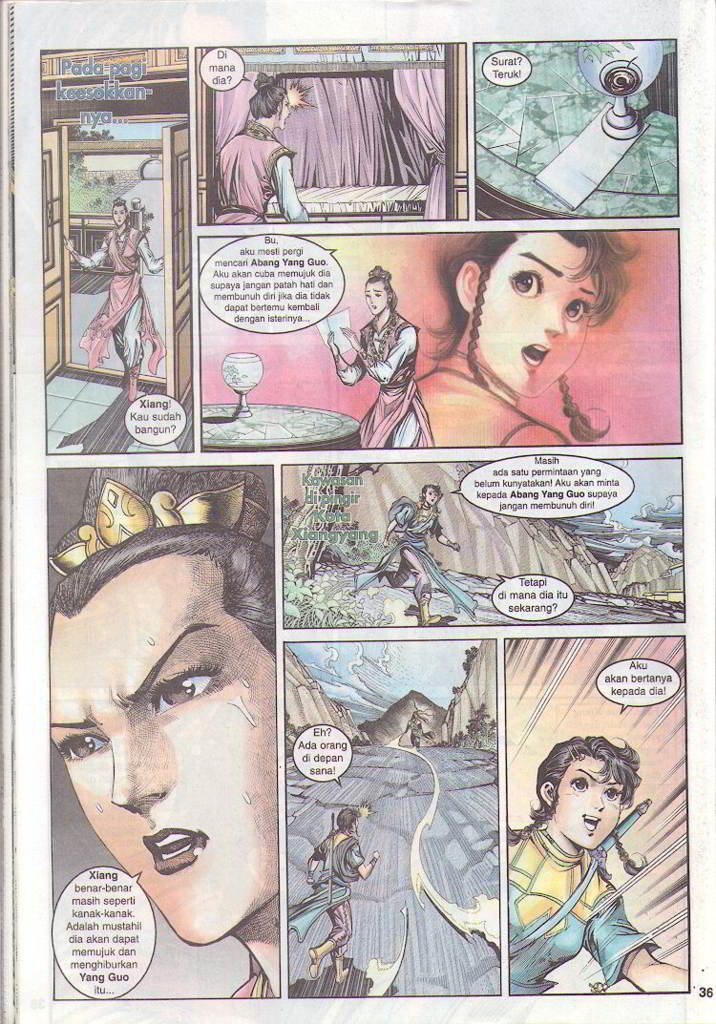 Pada pagi
keesokkan-
nya...
Xiang!
Kau sudah
bangun?
Di
mana
dia?
Surat?
Teruk!
Bu,
aku mesti pergi
mencari Abang Yang Guo.
Aku akan cuba memujuk dia
supaya jangan patah hati dan
membunuh diri jika dia tidak
dapat bertemu kembali
dengan isterinya...
Xiang
benar-benar
masih seperti
kanak-kanak.
Adalah mustahil
dia akan dapat
memujuk dan
menghiburkan
Yang Guo
itu...
Kawasan
di pingir
Kota
Xiangyang
Masih
ada satu permintaan yang
belum kunyatakan! Aku akan minta
kepada Abang Yang Guo supaya
jangan membunuh diri!
Tetapi
di mana dia itu
sekarang?
Eh?
Ada orang
di depan
sana!
Aku
akan bertanya
kepada dia!
36